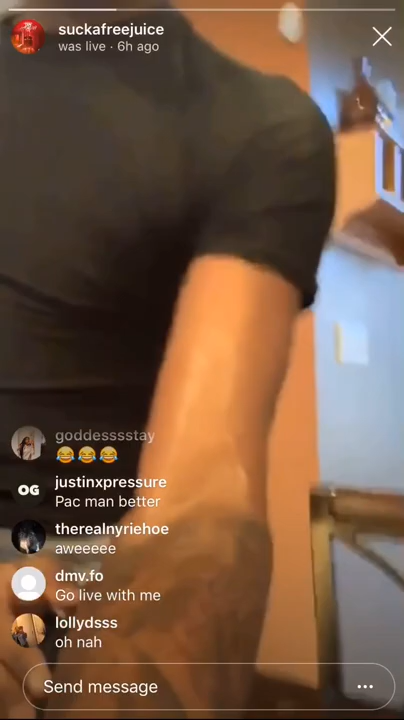 suckafreejuice
was live · 6h ago
goddesssstay
😂😂😂
OG
justinxpressure
Pac man better
therealnyriehoe
aweeeee
dmv.fo
Go live with me
lollydsss
oh nah
Send message